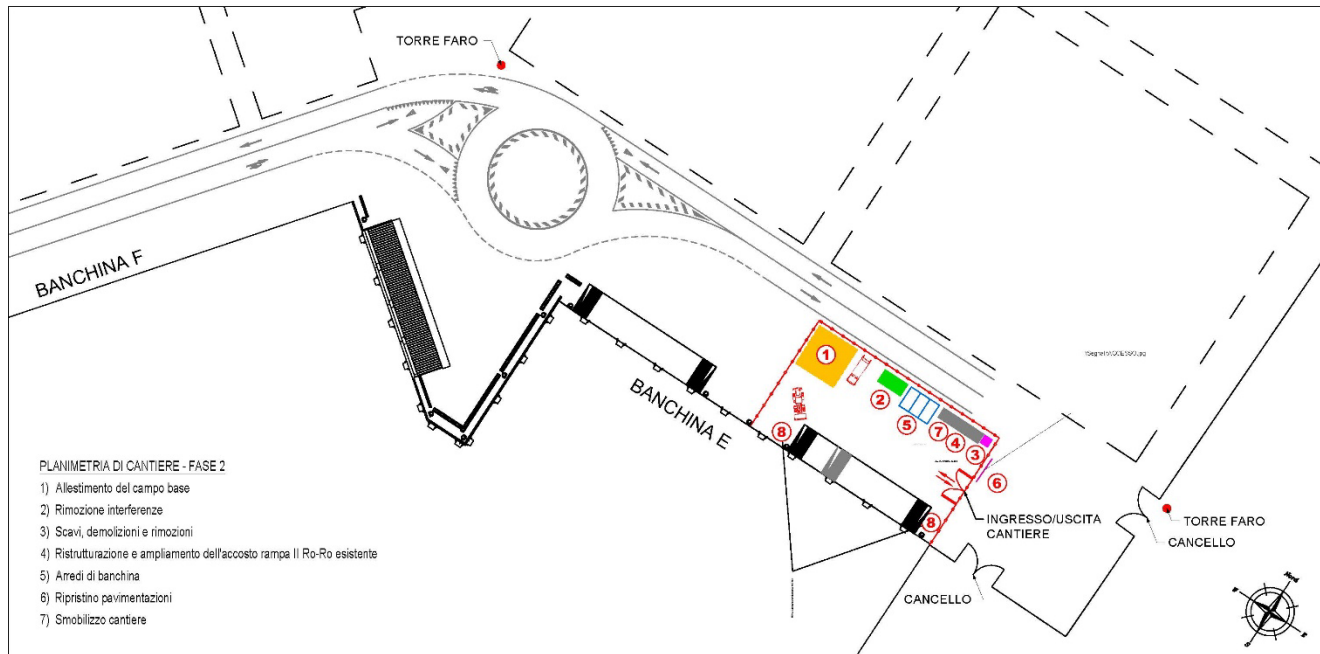 TORRE FARO
BANCHINA F
BANCHINA E
1
2
5
7
4
3
6
8
8
INGRESSO/USCITA
CANTIERE
TORRE FARO
CANCELLO
CANCELLO
PLANIMETRIA DI CANTIERE - FASE 2
1) Allestimento del campo base
2) Rimozione interferenze
3) Scavi, demolizioni e rimozioni
4) Ristrutturazione e ampliamento dell'accosto rampa II Ro-Ro esistente
5) Arredi di banchina
6) Ripristino pavimentazioni
7) Smobilizzo cantiere
Nord